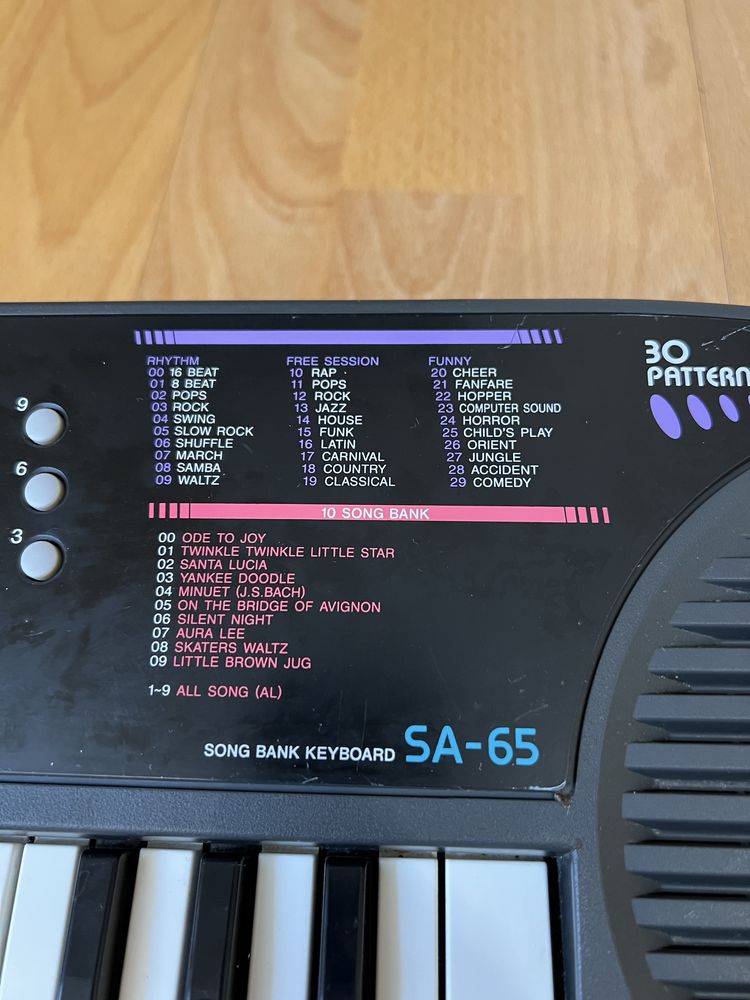 30
PATTERN
RHYTHM
00 16 BEAT
01 8 BEAT
02 POPS
03 ROCK
04 SWING
05 SLOW ROCK
06 SHUFFLE
07 MARCH
08 SAMBA
09 WALTZ
FREE SESSION
10 RAP
11 POPS
12 ROCK
13 JAZZ
14 HOUSE
15 FUNK
16 LATIN
17 CARNIVAL
18 COUNTRY
19 CLASSICAL
FUNNY
20 CHEER
21 FANFARE
22 HOPPER
23 COMPUTER SOUND
24 HORROR
25 CHILD'S PLAY
26 ORIENT
27 JUNGLE
28 ACCIDENT
29 COMEDY
9
6
3
10 SONG BANK
00 ODE TO JOY
01 TWINKLE TWINKLE LITTLE STAR
02 SANTA LUCIA
03 YANKEE DOODLE
04 MINUET (J.S.BACH)
05 ON THE BRIDGE OF AVIGNON
06 SILENT NIGHT
07 AURA LEE
08 SKATERS WALTZ
09 LITTLE BROWN JUG
1~9 ALL SONG (AL)
SONG BANK KEYBOARD SA-65